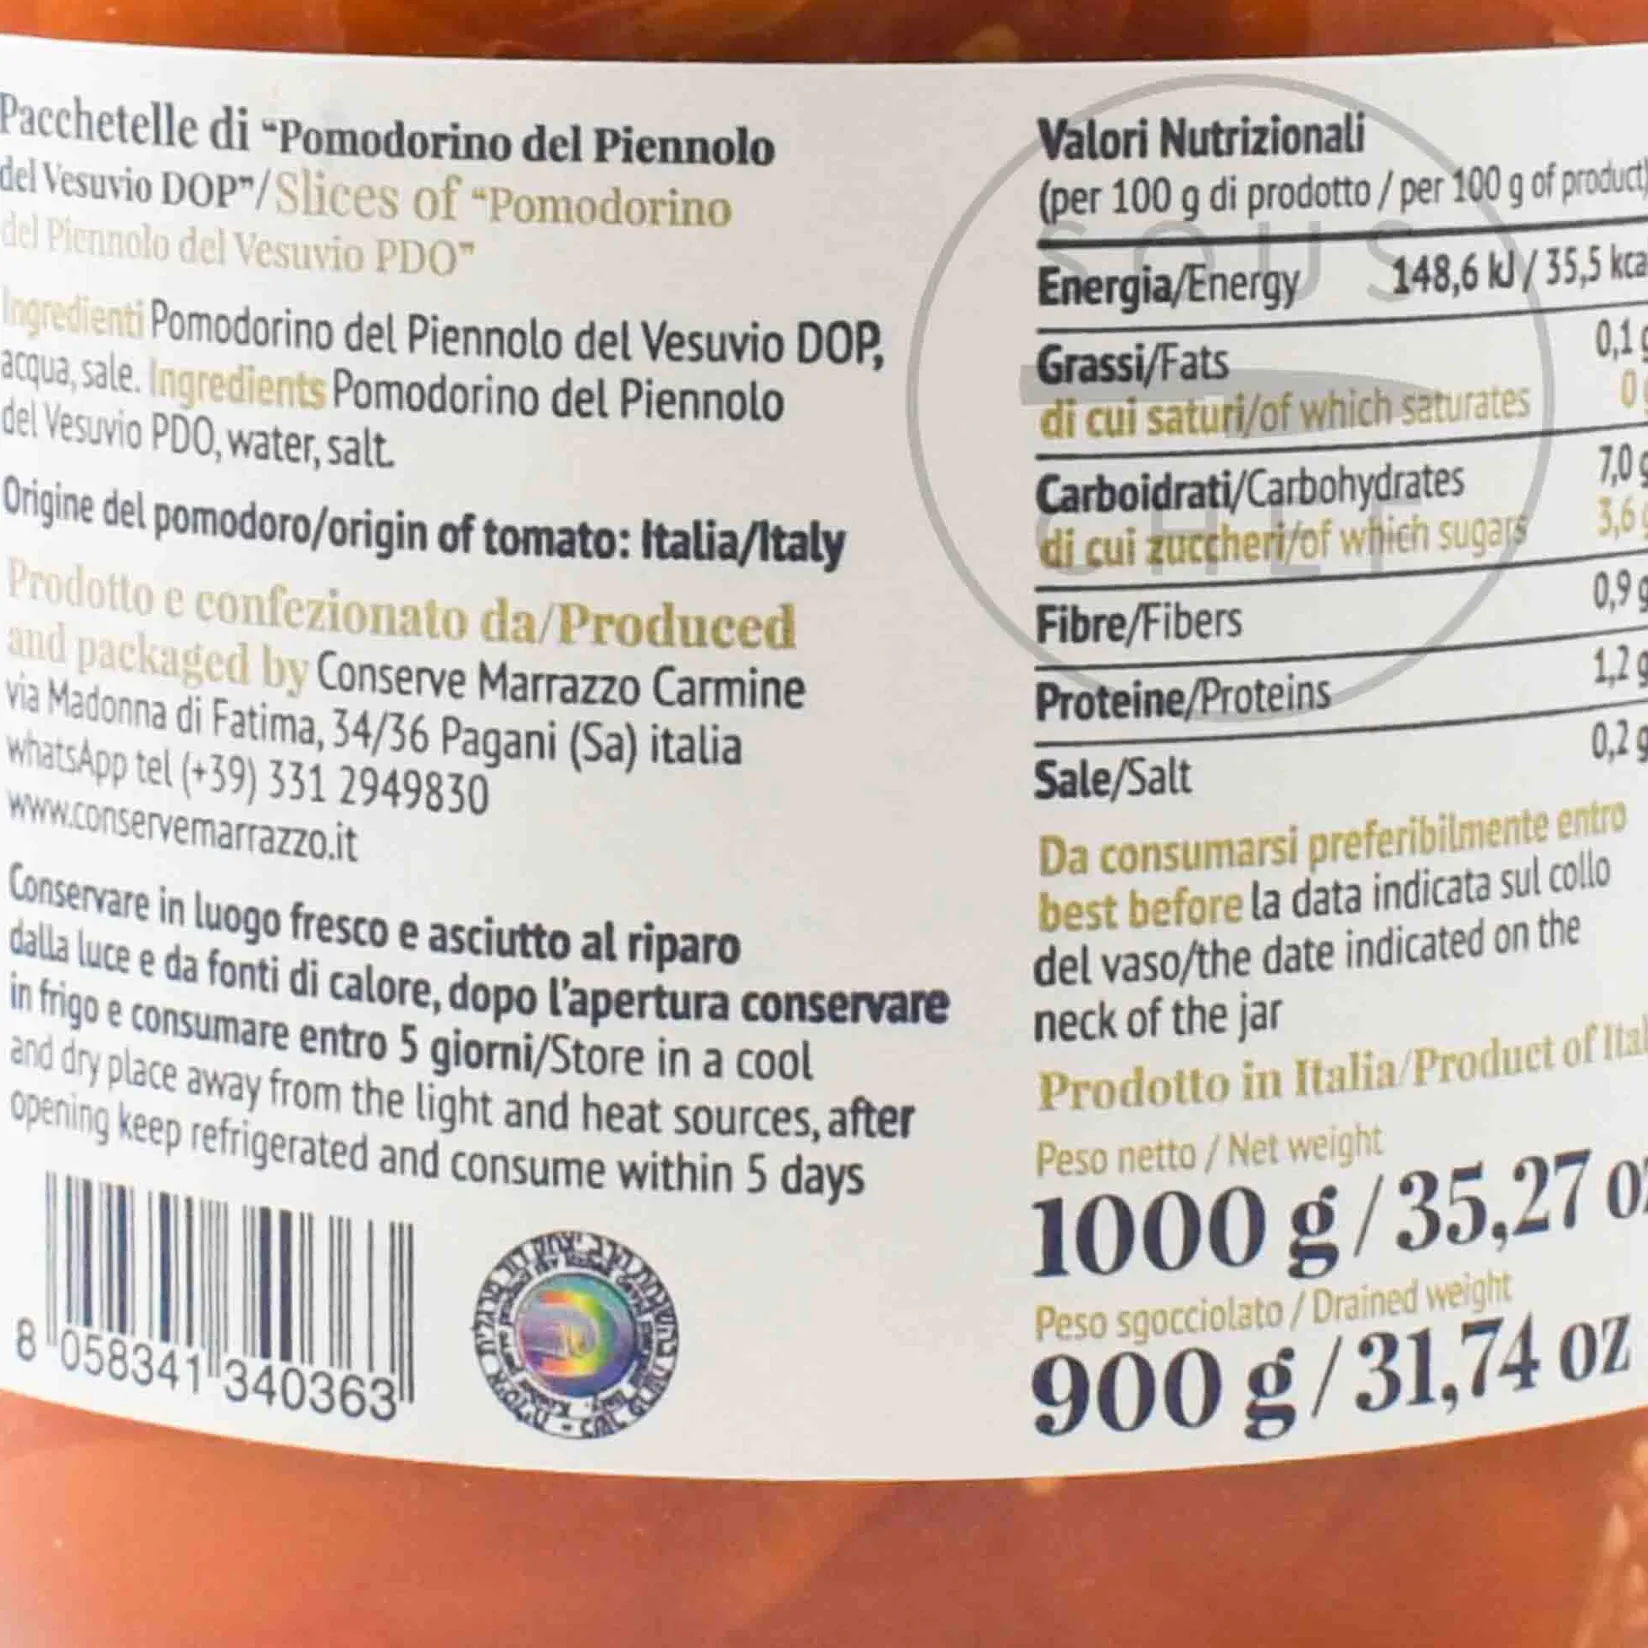 Pacchetelle di “Pomodorino del Piennolo
del Vesuvio DOP”/Slices of “Pomodorino
del Piennolo del Vesuvio PDO”
Ingredienti Pomodorino del Piennolo del Vesuvio DOP,
acqua, sale. Ingredients Pomodorino del Piennolo
del Vesuvio PDO, water, salt.
Origine del pomodoro/origin of tomato: Italia/Italy
Prodotto e confezionato da/Produced
and packaged by Conserve Marrazzo Carmine
via Madonna di Fatima, 34/36 Pagani (Sa) italia
whatsApp tel (+39) 331 2949830
www.conservemarrazzo.it
Conservare in luogo fresco e asciutto al riparo
dalla luce e da fonti di calore, dopo l'apertura conservare
in frigo e consumare entro 5 giorni/Store in a cool
and dry place away from the light and heat sources, after
opening keep refrigerated and consume within 5 days
8 058341 340363
Valori Nutrizionali
(per 100 g di prodotto / per 100 g of product)
Energia/Energy 148,6 kJ / 35,5 kca
Grassi/Fats 0,1 g
di cui saturi/of which saturates 0
Carboidrati/Carbohydrates 7,0 g
di cui zuccheri/of which sugars 3,6
Fibre/Fibers 0,9 g
Proteine/Proteins 1,2 g
Sale/Salt 0,2 g
Da consumarsi preferibilmente entro
best before la data indicata sul collo
del vaso/the date indicated on the
neck of the jar
Prodotto in Italia/Product of Ital
Peso netto / Net weight
1000 g / 35,27 oz
Peso sgocciolato / Drained weight
900 g / 31,74 oz
SOUS
CHEF